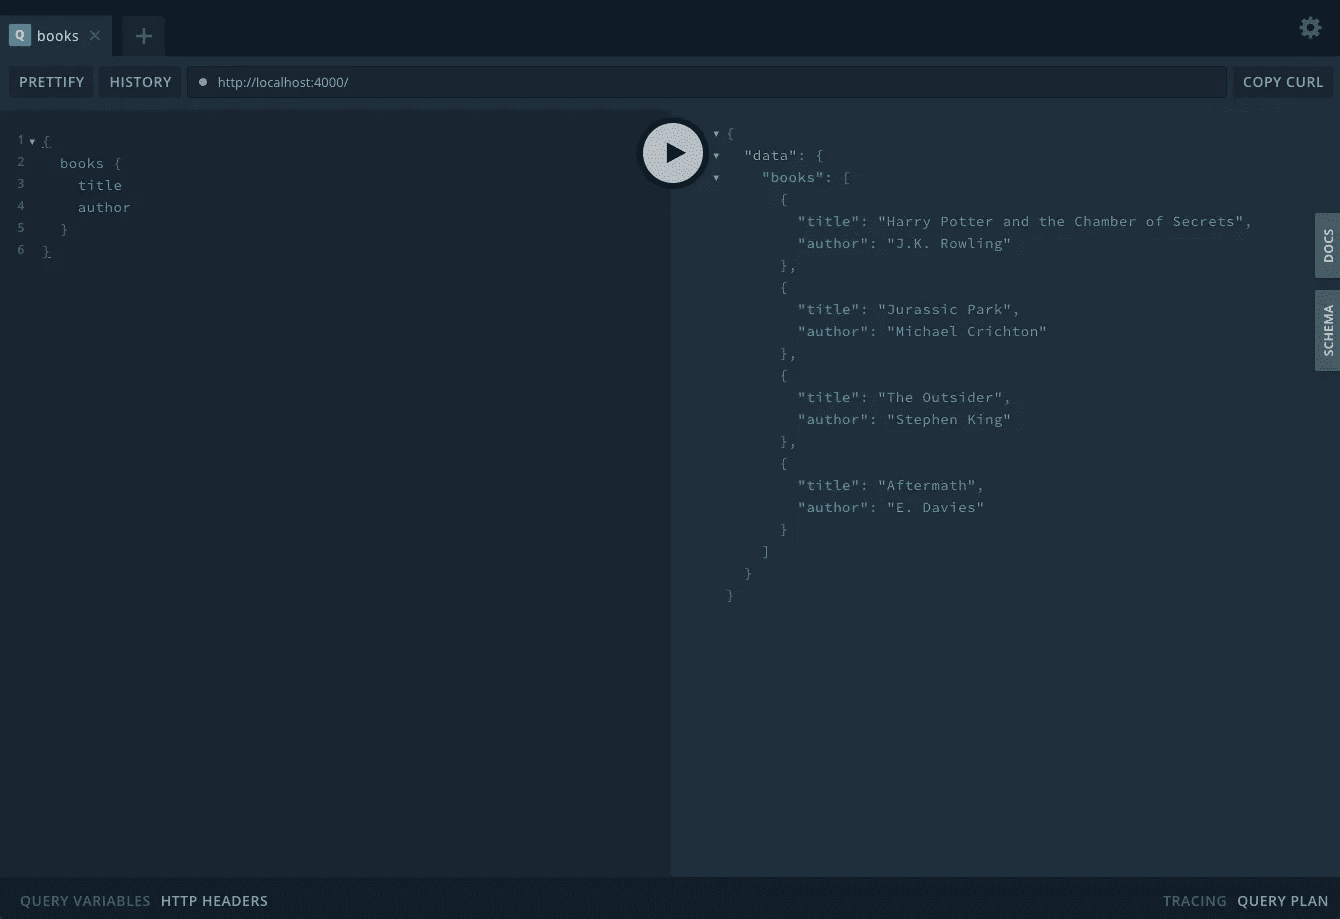 Q books
PRETTIFY HISTORY http://localhost:4000/ COPY CURL
1 {
2 books {
3 title
4 author
5 }
6 }
{
"data": {
"books": [
{
"title": "Harry Potter and the Chamber of Secrets",
"author": "J.K. Rowling"
},
{
"title": "Jurassic Park",
"author": "Michael Crichton"
},
{
"title": "The Outsider",
"author": "Stephen King"
},
{
"title": "Aftermath",
"author": "E. Davies"
}
]
}
}
DOCS
SCHEMA
QUERY VARIABLES HTTP HEADERS
TRACING QUERY PLAN